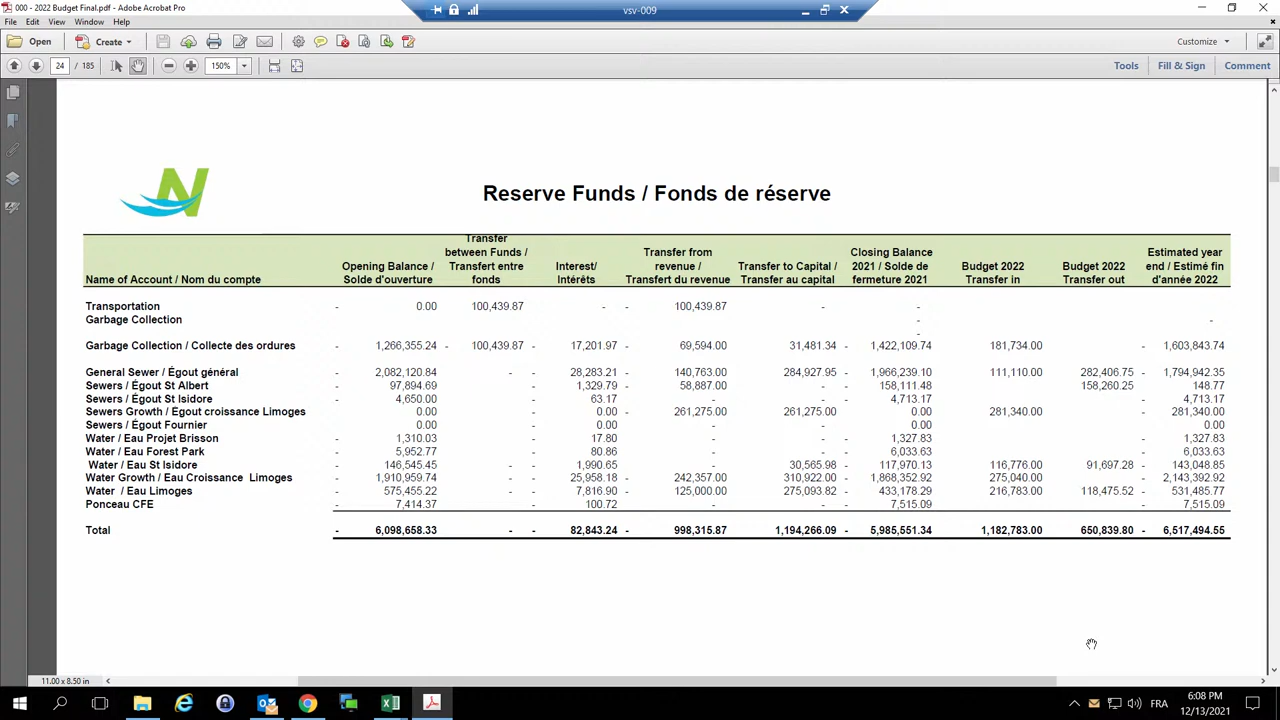 000 - 2022 Budget Final.pdf - Adobe Acrobat Pro
vsv-009
File Edit View Window Help
Open Create Customize
24 / 185 150% Tools Fill & Sign Comment
N
Reserve Funds / Fonds de réserve
Name of Account / Nom du compte
Opening Balance / Solde d'ouverture
Transfer between Funds / Transfert entre fonds
Interest/ Intérêts
Transfer from revenue / Transfert du revenue
Transfer to Capital / Transfer au capital
Closing Balance 2021 / Solde de fermeture 2021
Budget 2022 Transfer in
Budget 2022 Transfer out
Estimated year end / Estimé fin d'année 2022
Transportation - 0.00 100,439.87 - - 100,439.87 - -
Garbage Collection - -
-
Garbage Collection / Collecte des ordures - 1,266,355.24 - 100,439.87 - 17,201.97 - 69,594.00 31,481.34 - 1,422,109.74 181,734.00 - 1,603,843.74
General Sewer / Égout général - 2,082,120.84 - - 28,283.21 - 140,763.00 284,927.95 - 1,966,239.10 111,110.00 282,406.75 - 1,794,942.35
Sewers / Égout St Albert - 97,894.69 - 1,329.79 - 58,887.00 - - 158,111.48 158,260.25 148.77
Sewers / Égout St Isidore - 4,650.00 - 63.17 - - - 4,713.17 - 4,713.17
Sewers Growth / Egout croissance Limoges - 0.00 - 0.00 - 261,275.00 261,275.00 0.00 281,340.00 - 281,340.00
Sewers / Égout Fournier - 0.00 - 0.00 - - - 0.00 - 0.00
Water / Eau Projet Brisson - 1,310.03 - 17.80 - - - 1,327.83 - 1,327.83
Water / Eau Forest Park - 5,952.77 - 80.86 - - - 6,033.63 - 6,033.63
Water / Eau St Isidore - 146,545.45 - - 1,990.65 - 30,565.98 - 117,970.13 116,776.00 91,697.28 - 143,048.85
Water Growth / Eau Croissance Limoges - 1,910,959.74 - - 25,958.18 - 242,357.00 310,922.00 - 1,868,352.92 275,040.00 - 2,143,392.92
Water / Eau Limoges - 575,455.22 - - 7,816.90 - 125,000.00 275,093.82 - 433,178.29 216,783.00 118,475.52 - 531,485.77
Ponceau CFE - 7,414.37 - 100.72 - - - 7,515.09 - 7,515.09
Total - 6,098,658.33 - - 82,843.24 - 998,315.87 1,194,266.09 - 5,985,551.34 1,182,783.00 650,839.80 - 6,517,494.55
11.00 x 8.50 in
FRE
6:08 PM
12/13/2021